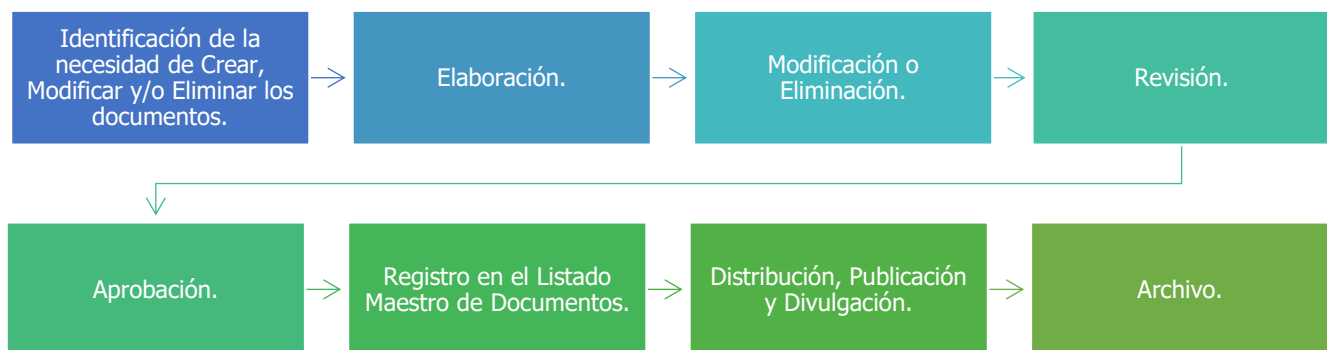 Identificación de la
necesidad de Crear,
Modificar y/o Eliminar los
documentos.
Elaboración.
Modificación o
Eliminación.
Revisión.
Aprobación.
Registro en el Listado
Maestro de Documentos.
Distribución, Publicación
y Divulgación.
Archivo.